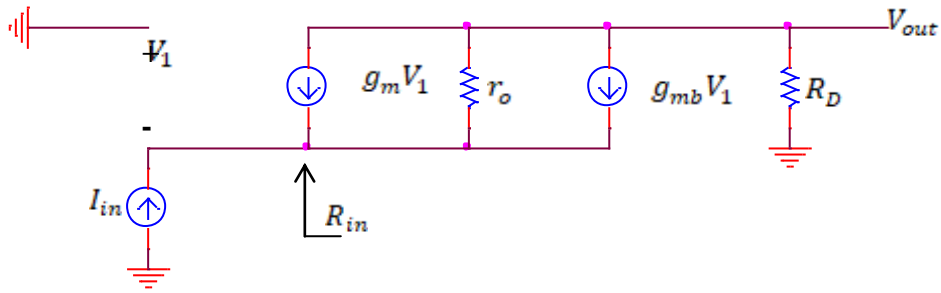 V_out
+
V_1
g_mV_1
r_o
g_mbV_1
R_D
-
I_in
R_in